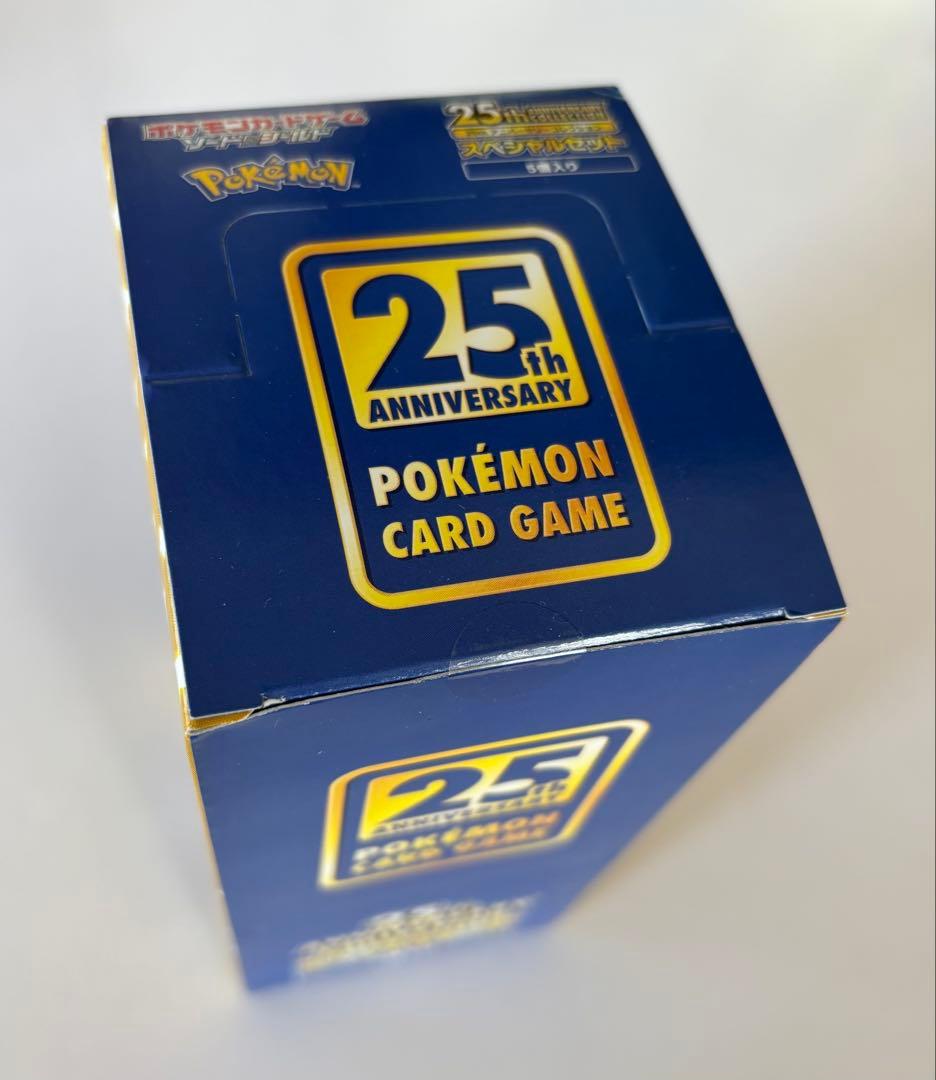 ポケモンカードゲーム
ソード&シールド
Pokémon
25th ANNIVERSARY COLLECTION
スペシャルセット
5個入り
25th
ANNIVERSARY
POKÉMON
CARD GAME
25th
ANNIVERSARY
POKÉMON
CARD GAME